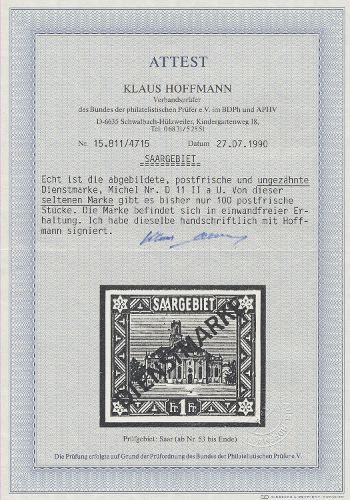 ATTEST
KLAUS HOFFMANN
Verbandsprüfer
des Bundes der philatelistischen Prüfer e.V. im BDPh und APHV
D-6635 Schwalbach-Hülzweiler, Kindergartenweg 18,
Tel. 06831/52551
Nr. 15.811/4715 Datum 27.07.1990
SAARGEBIET
Echt ist die abgebildete, postfrische und ungezähnte
Dienstmarke, Michel Nr. D 11 II a U. Von dieser
seltenen Marke gibt es bisher nur 100 postfrische
Stücke. Die Marke befindet sich in einwandfreier Er-
haltung. Ich habe dieselbe handschriftlich mit Hoff-
mann signiert.
SAARGEBIET
DIENSTMARKE
Fr. 1 Fr.
Prüfgebiet: Saar (ab Nr. 53 bis Ende)
Die Prüfung erfolgte auf Grund der Prüfordnung des Bundes der Philatelistischen Prüfer e.V.